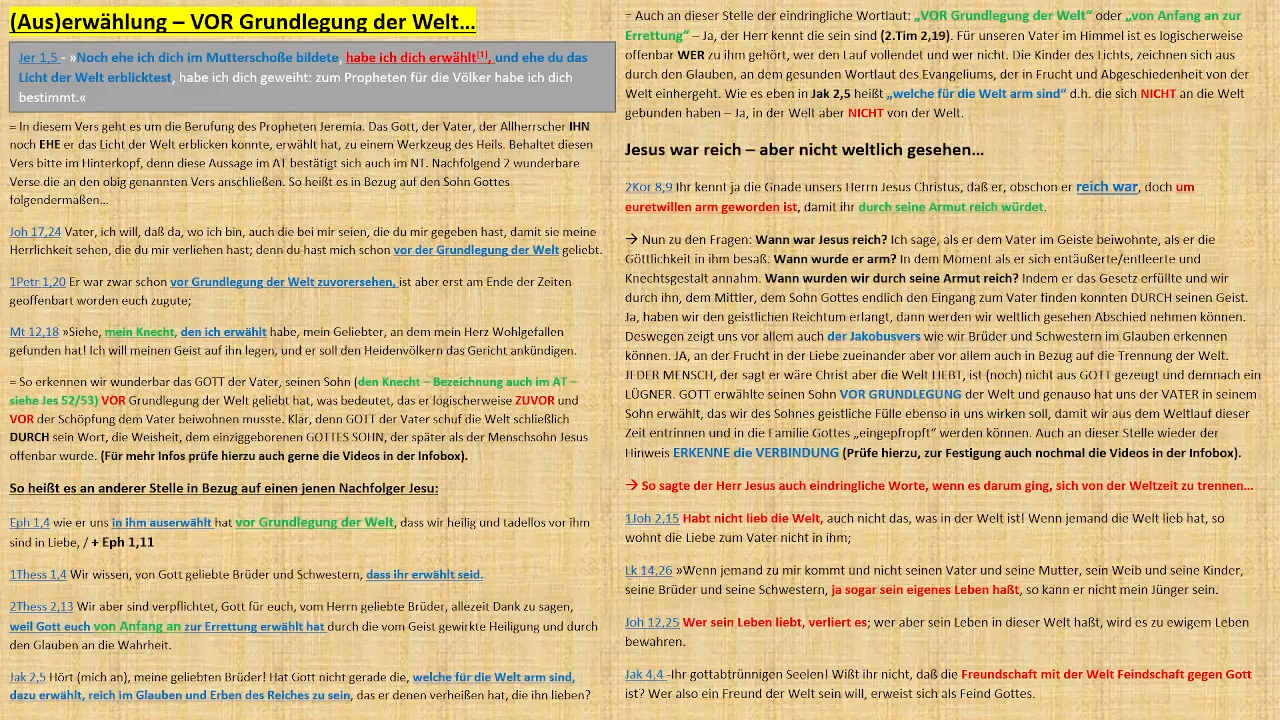 (Aus)erwählung – VOR Grundlegung der Welt...
Jer 1,5 - »Noch ehe ich dich im Mutterschoße bildete, habe ich dich erwählt[1], und ehe du das
Licht der Welt erblicktest, habe ich dich geweiht: zum Propheten für die Völker habe ich dich
bestimmt.«
= In diesem Vers geht es um die Berufung des Propheten Jeremia. Das Gott, der Vater, der Allherrscher IHN
noch EHE er das Licht der Welt erblicken konnte, erwählt hat, zu einem Werkzeug des Heils. Behaltet diesen
Vers bitte im Hinterkopf, denn diese Aussage im AT bestätigt sich auch im NT. Nachfolgend 2 wunderbare
Verse die an den obig genannten Vers anschließen. So heißt es in Bezug auf den Sohn Gottes
folgendermaßen...
Joh 17,24 Vater, ich will, daß da, wo ich bin, auch die bei mir seien, die du mir gegeben hast, damit sie meine
Herrlichkeit sehen, die du mir verliehen hast; denn du hast mich schon vor der Grundlegung der Welt geliebt.
1Petr 1,20 Er war zwar schon vor Grundlegung der Welt zuvorersehen, ist aber erst am Ende der Zeiten
geoffenbart worden euch zugute;
Mt 12,18 »Siehe, mein Knecht, den ich erwählt habe, mein Geliebter, an dem mein Herz Wohlgefallen
gefunden hat! Ich will meinen Geist auf ihn legen, und er soll den Heidenvölkern das Gericht ankündigen.
= So erkennen wir wunderbar das GOTT der Vater, seinen Sohn (den Knecht – Bezeichnung auch im AT –
siehe Jes 52/53) VOR Grundlegung der Welt geliebt hat, was bedeutet, das er logischerweise ZUVOR und
VOR der Schöpfung dem Vater beiwohnen musste. Klar, denn GOTT der Vater schuf die Welt schließlich
DURCH sein Wort, die Weisheit, dem einziggeborenen GOTTES SOHN, der später als der Menschsohn Jesus
offenbar wurde. (Für mehr Infos prüfe hierzu auch gerne die Videos in der Infobox).
So heißt es an anderer Stelle in Bezug auf einen jenen Nachfolger Jesu:
Eph 1,4 wie er uns in ihm auserwählt hat vor Grundlegung der Welt, dass wir heilig und tadellos vor ihm
sind in Liebe, / + Eph 1,11
1Thess 1,4 Wir wissen, von Gott geliebte Brüder und Schwestern, dass ihr erwählt seid.
2Thess 2,13 Wir aber sind verpflichtet, Gott für euch, vom Herrn geliebte Brüder, allezeit Dank zu sagen,
weil Gott euch von Anfang an zur Errettung erwählt hat durch die vom Geist gewirkte Heiligung und durch
den Glauben an die Wahrheit.
Jak 2,5 Hört (mich an), meine geliebten Brüder! Hat Gott nicht gerade die, welche für die Welt arm sind,
dazu erwählt, reich im Glauben und Erben des Reiches zu sein, das er denen verheißen hat, die ihn lieben?
= Auch an dieser Stelle der eindringliche Wortlaut: „VOR Grundlegung der Welt“ oder „von Anfang an zur
Errettung“ – Ja, der Herr kennt die sein sind (2.Tim 2,19). Für unseren Vater im Himmel ist es logischerweise
offenbar WER zu ihm gehört, wer den Lauf vollendet und wer nicht. Die Kinder des Lichts, zeichnen sich aus
durch den Glauben, an dem gesunden Wortlaut des Evangeliums, der in Frucht und Abgeschiedenheit von der
Welt einhergeht. Wie es eben in Jak 2,5 heißt „welche für die Welt arm sind“ d.h. die sich NICHT an die Welt
gebunden haben – Ja, in der Welt aber NICHT von der Welt.
Jesus war reich – aber nicht weltlich gesehen...
2Kor 8,9 Ihr kennt ja die Gnade unsers Herrn Jesus Christus, daß er, obschon er reich war, doch um
euretwillen arm geworden ist, damit ihr durch seine Armut reich würdet.
→ Nun zu den Fragen: Wann war Jesus reich? Ich sage, als er dem Vater im Geiste beiwohnte, als er die
Göttlichkeit in ihm besaß. Wann wurde er arm? In dem Moment als er sich entäußerte/entleerte und
Knechtsgestalt annahm. Wann wurden wir durch seine Armut reich? Indem er das Gesetz erfüllte und wir
durch ihn, dem Mittler, dem Sohn Gottes endlich den Eingang zum Vater finden konnten DURCH seinen Geist.
Ja, haben wir den geistlichen Reichtum erlangt, dann werden wir weltlich gesehen Abschied nehmen können.
Deswegen zeigt uns vor allem auch der Jakobusvers wie wir Brüder und Schwestern im Glauben erkennen
können. JA, an der Frucht in der Liebe zueinander aber vor allem auch in Bezug auf die Trennung der Welt.
JEDER MENSCH, der sagt er wäre Christ aber die Welt LIEBT, ist (noch) nicht aus GOTT gezeugt und demnach ein
LÜGNER. GOTT erwählte seinen Sohn VOR GRUNDLEGUNG der Welt und genauso hat uns der VATER in seinem
Sohn erwählt, das wir des Sohnes geistliche Fülle ebenso in uns wirken soll, damit wir aus dem Weltlauf dieser
Zeit entrinnen und in die Familie Gottes „eingepfropft“ werden können. Auch an dieser Stelle wieder der
Hinweis ERKENNE die VERBINDUNG (Prüfe hierzu, zur Festigung auch nochmal die Videos in der Infobox).
→ So sagte der Herr Jesus auch eindringliche Worte, wenn es darum ging, sich von der Weltzeit zu trennen...
1Joh 2,15 Habt nicht lieb die Welt, auch nicht das, was in der Welt ist! Wenn jemand die Welt lieb hat, so
wohnt die Liebe zum Vater nicht in ihm;
Lk 14,26 »Wenn jemand zu mir kommt und nicht seinen Vater und seine Mutter, sein Weib und seine Kinder,
seine Brüder und seine Schwestern, ja sogar sein eigenes Leben haßt, so kann er nicht mein Jünger sein.
Joh 12,25 Wer sein Leben liebt, verliert es; wer aber sein Leben in dieser Welt haßt, wird es zu ewigem Leben
bewahren.
Jak 4,4 -Ihr gottabtrünnigen Seelen! Wißt ihr nicht, daß die Freundschaft mit der Welt Feindschaft gegen Gott
ist? Wer also ein Freund der Welt sein will, erweist sich als Feind Gottes.